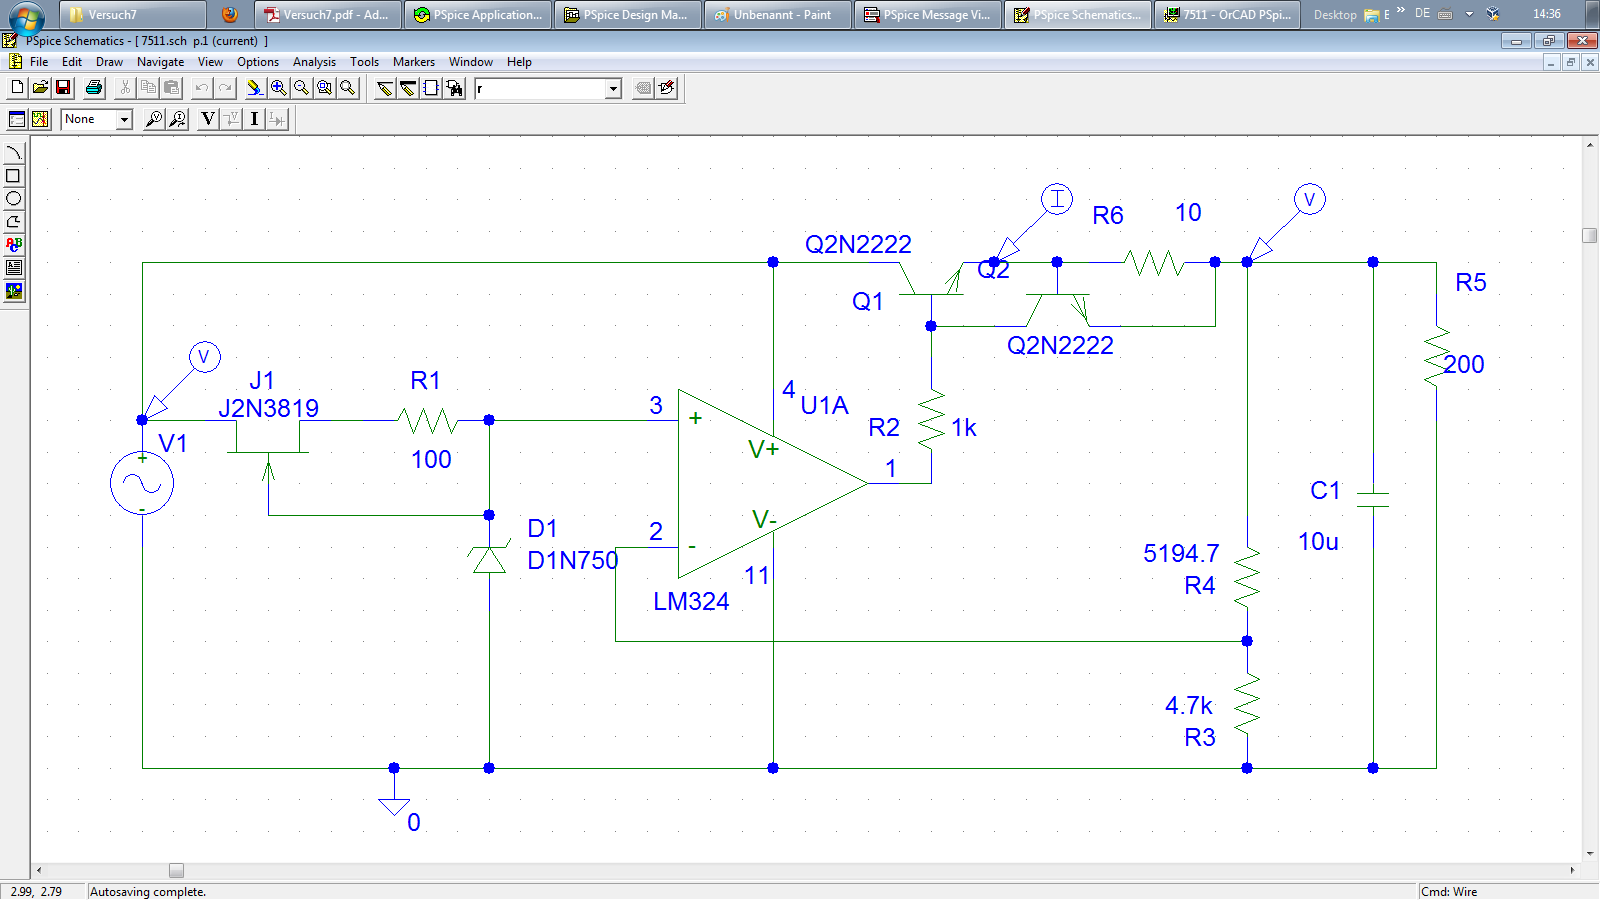 Versuch7
Versuch7.pdf - Ad...
PSpice Application...
PSpice Design Ma...
Unbenannt - Paint
PSpice Message Vi...
PSpice Schematics...
7511 - OrCAD PSpi...
Desktop
E
»
DE
14:36
PSpice Schematics - [ 7511.sch p.1 (current) ]
File Edit Draw Navigate View Options Analysis Tools Markers Window Help
r
None
V
I
ABC
I
V
R6
10
Q2N2222
Q2
Q1
R5
Q2N2222
200
V
J1
R1
J2N3819
3
+
4
U1A
V1
100
V+
R2
1k
+
1
C1
-
V-
2
-
D1
D1N750
11
10u
5194.7
R4
LM324
4.7k
R3
0
2.99, 2.79
Autosaving complete.
Cmd: Wire